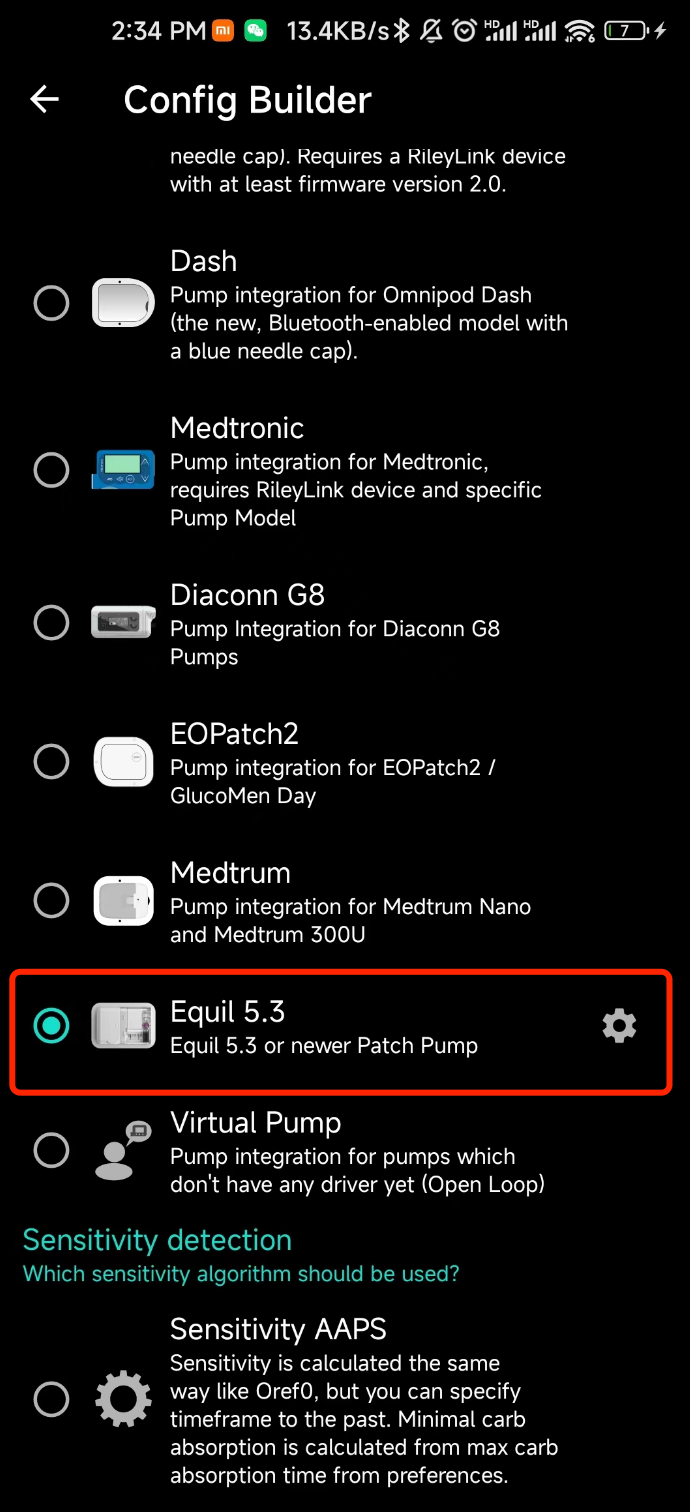 2:34 PM 13.4KB/s HD HD 6 7
Config Builder
needle cap). Requires a RileyLink device
with at least firmware version 2.0.
Dash
Pump integration for Omnipod Dash
(the new, Bluetooth-enabled model with
a blue needle cap).
Medtronic
Pump integration for Medtronic,
requires RileyLink device and specific
Pump Model
Diaconn G8
Pump Integration for Diaconn G8
Pumps
EOPatch2
Pump integration for EOPatch2 /
GlucoMen Day
Medtrum
Pump integration for Medtrum Nano
and Medtrum 300U
Equil 5.3
Equil 5.3 or newer Patch Pump
Virtual Pump
Pump integration for pumps which
don't have any driver yet (Open Loop)
Sensitivity detection
Which sensitivity algorithm should be used?
Sensitivity AAPS
Sensitivity is calculated the same
way like Oref0, but you can specify
timeframe to the past. Minimal carb
absorption is calculated from max carb
absorption time from preferences.